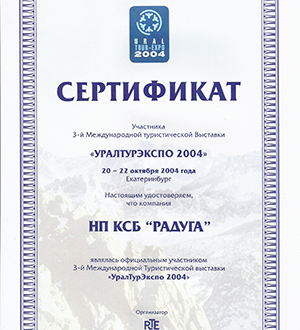 URAL
TOUR-EXPO
2004
СЕРТИФИКАТ
Участника
3-й Международной туристической Выставки
«УРАЛТУРЭКСПО 2004»
20 – 22 октября 2004 года
Екатеринбург
Настоящим удостоверяем,
что компания
НП КСБ “РАДУГА”
являлась официальным участником
3-й Международной Туристической выставки
«УралТурЭкспо 2004»
Организатор
RTE